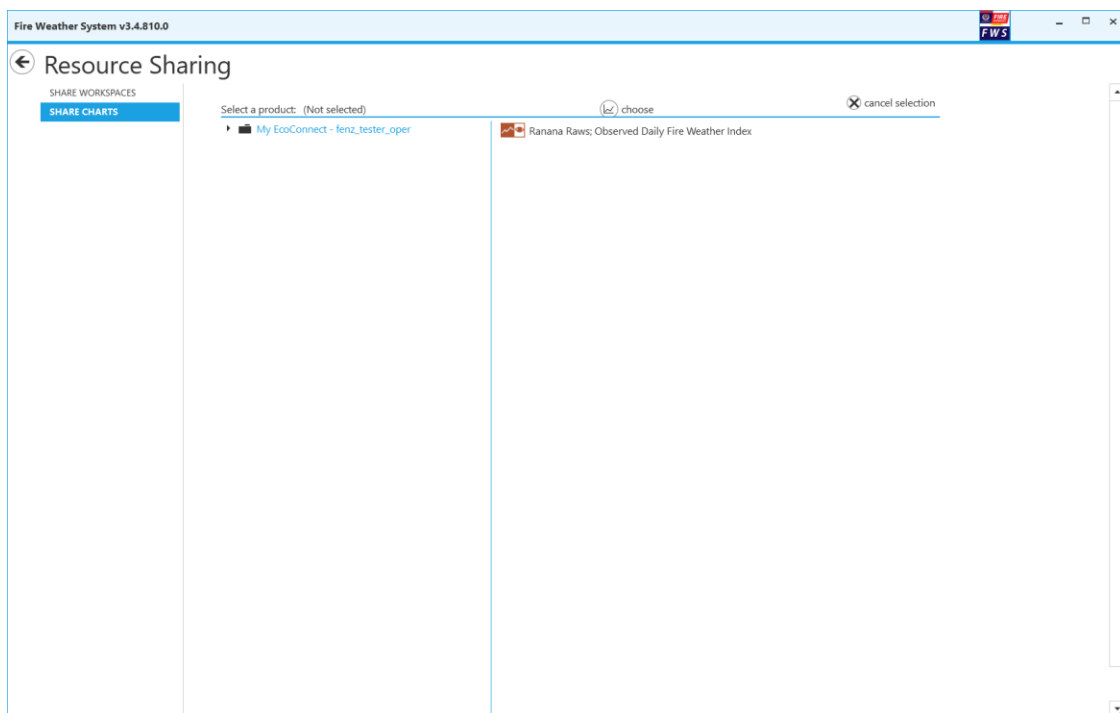 Fire Weather System v3.4.810.0
FIRE
FWS
Resource Sharing
SHARE WORKSPACES
SHARE CHARTS
Select a product: (Not selected)
choose
cancel selection
My EcoConnect - fenz_tester_oper
Ranana Raws; Observed Daily Fire Weather Index